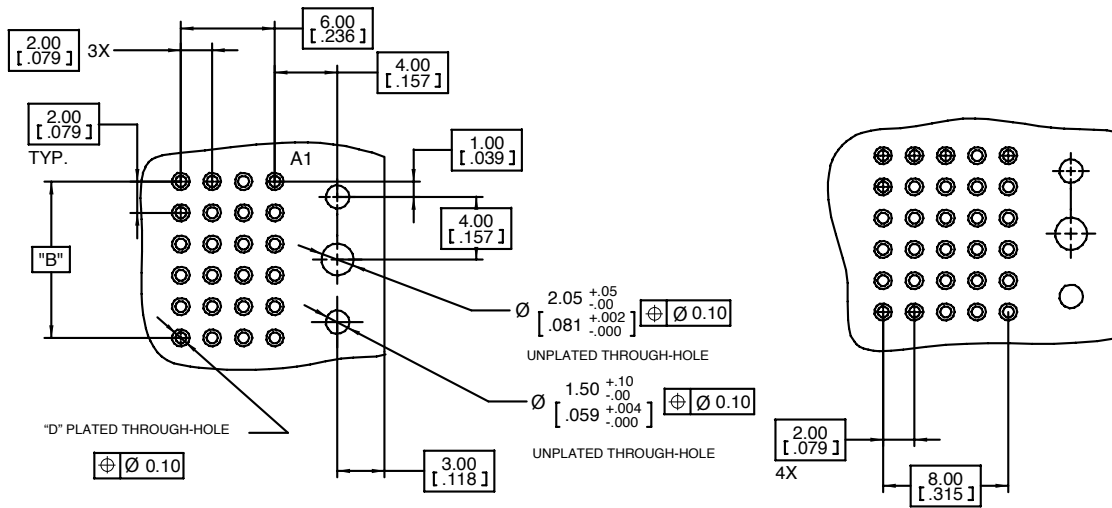 6.00
[.236]
2.00
[.079]
3X
4.00
[.157]
2.00
[.079]
TYP.
1.00
[.039]
A1
4.00
[.157]
"B"
Ø 2.05 +.05 -.00
[.081 +.002 -.000]
⌖ Ø 0.10
UNPLATED THROUGH-HOLE
Ø 1.50 +.10 -.00
[.059 +.004 -.000]
⌖ Ø 0.10
UNPLATED THROUGH-HOLE
"D" PLATED THROUGH-HOLE
⌖ Ø 0.10
3.00
[.118]
2.00
[.079]
4X
8.00
[.315]